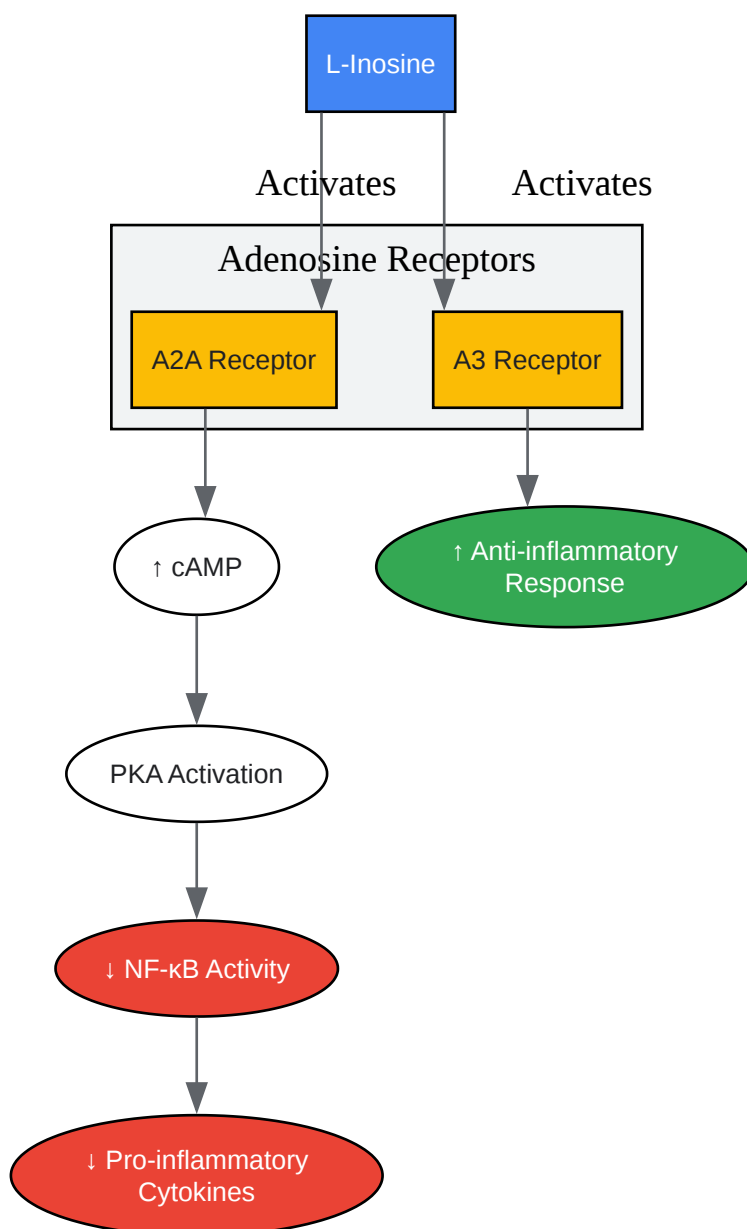 L-Inosine
Activates
Activates
Adenosine Receptors
A2A Receptor
A3 Receptor
↑ cAMP
↑ Anti-inflammatory
Response
PKA Activation
↓ NF-κB Activity
↓ Pro-inflammatory
Cytokines